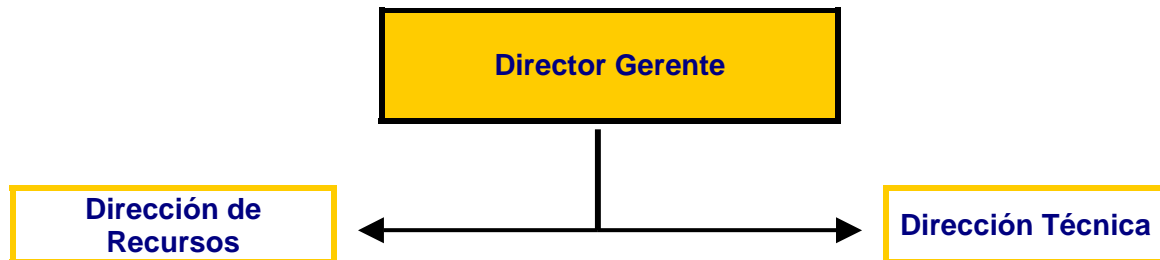 Director Gerente
Dirección de
Recursos
Dirección Técnica